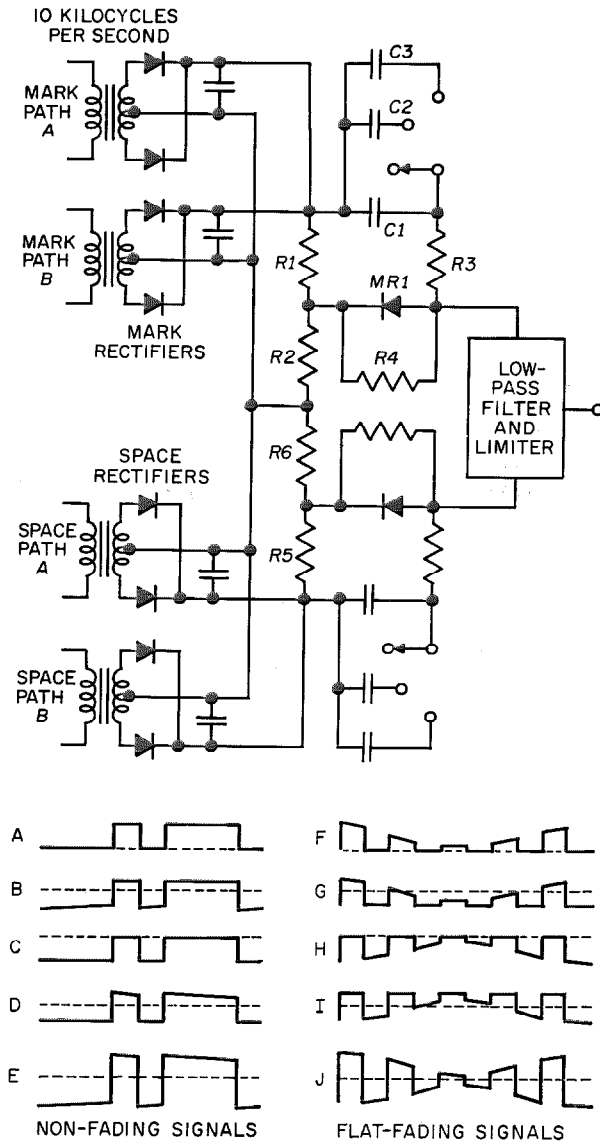 10 KILOCYCLES
PER SECOND
MARK
PATH
A
MARK
PATH
B
MARK
RECTIFIERS
C3
C2
C1
R1
R3
MR1
R2
R4
LOW-
PASS
FILTER
AND
LIMITER
R6
SPACE
RECTIFIERS
SPACE
PATH
A
R5
SPACE
PATH
B
A
B
C
D
E
NON-FADING SIGNALS
F
G
H
I
J
FLAT-FADING SIGNALS